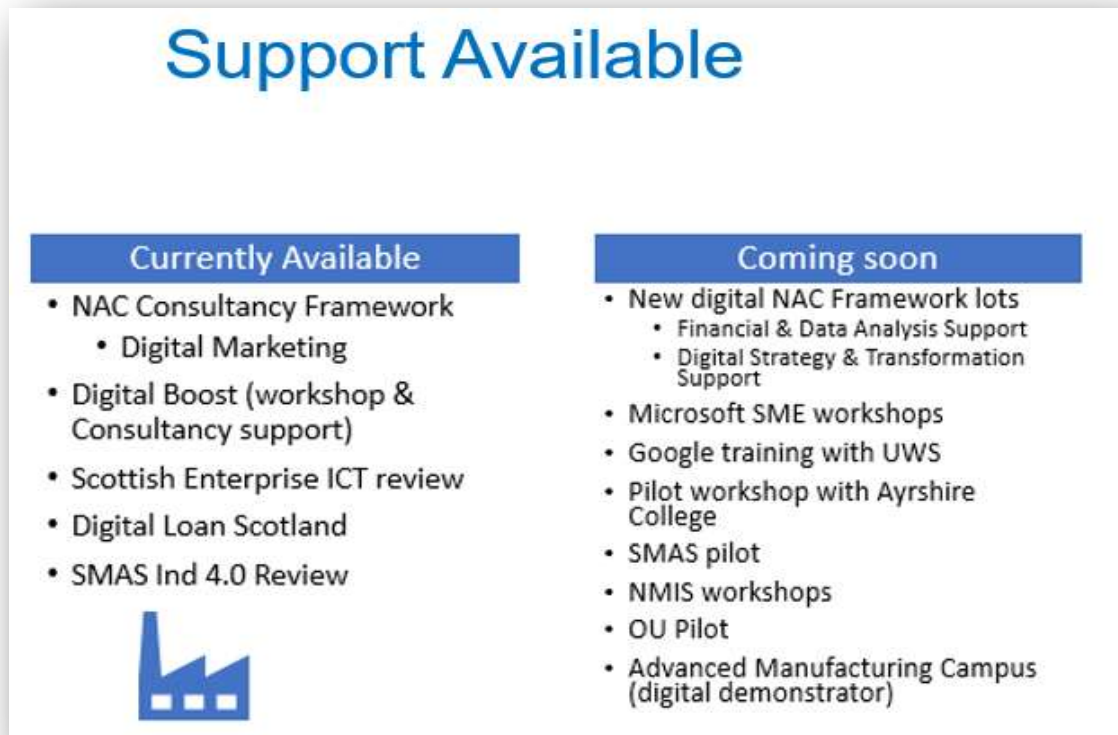 Support Available
Currently Available
• NAC Consultancy Framework
• Digital Marketing
• Digital Boost (workshop &
Consultancy support)
• Scottish Enterprise ICT review
• Digital Loan Scotland
• SMAS Ind 4.0 Review
Coming soon
• New digital NAC Framework lots
• Financial & Data Analysis Support
• Digital Strategy & Transformation
Support
• Microsoft SME workshops
• Google training with UWS
• Pilot workshop with Ayrshire
College
• SMAS pilot
• NMIS workshops
• OU Pilot
• Advanced Manufacturing Campus
(digital demonstrator)